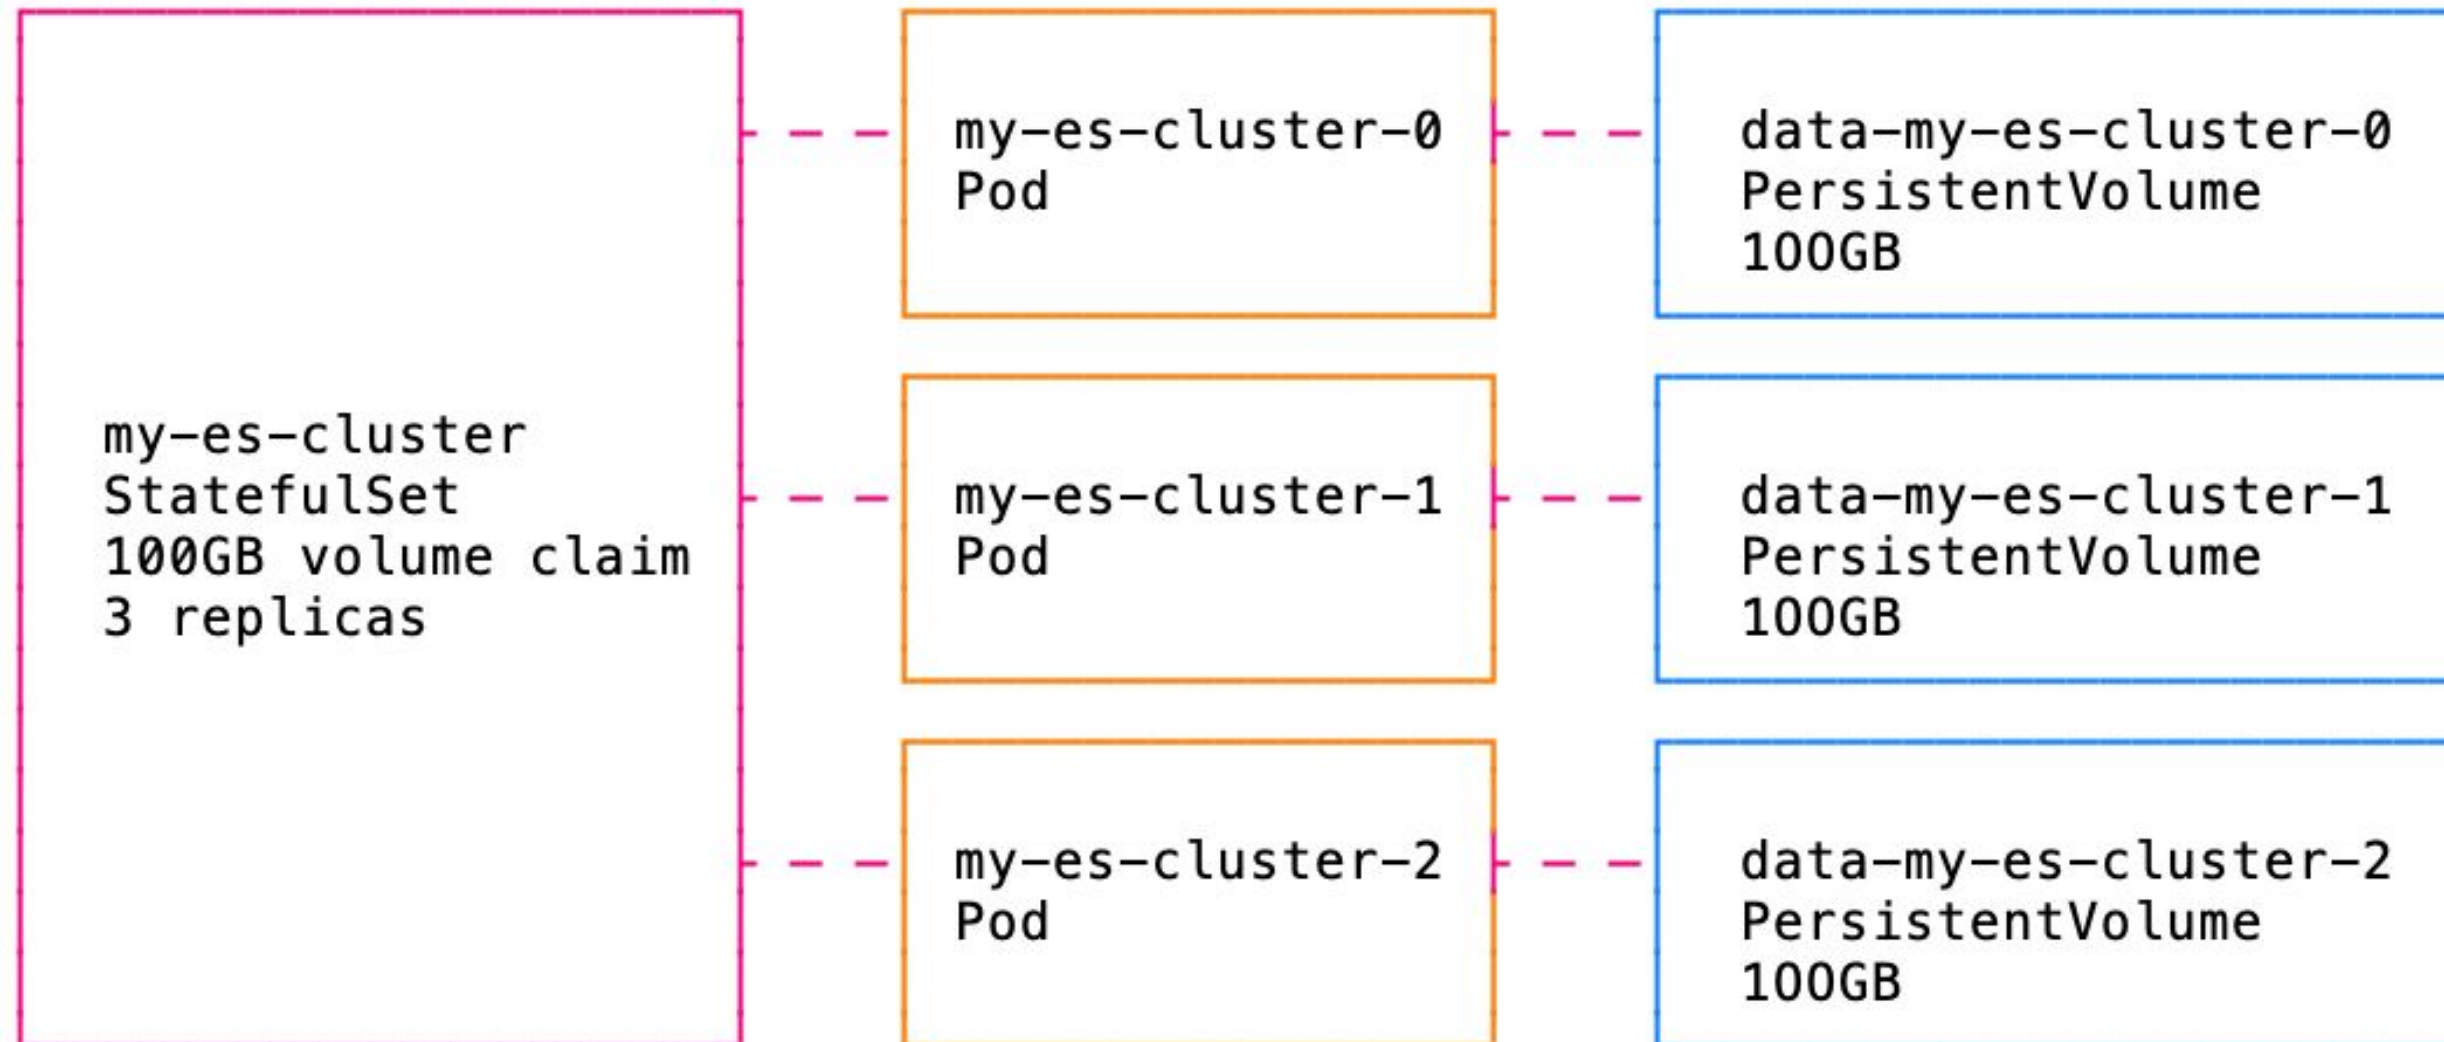 my-es-cluster
StatefulSet
100GB volume claim
3 replicas
my-es-cluster-0
Pod
data-my-es-cluster-0
PersistentVolume
100GB
my-es-cluster-1
Pod
data-my-es-cluster-1
PersistentVolume
100GB
my-es-cluster-2
Pod
data-my-es-cluster-2
PersistentVolume
100GB